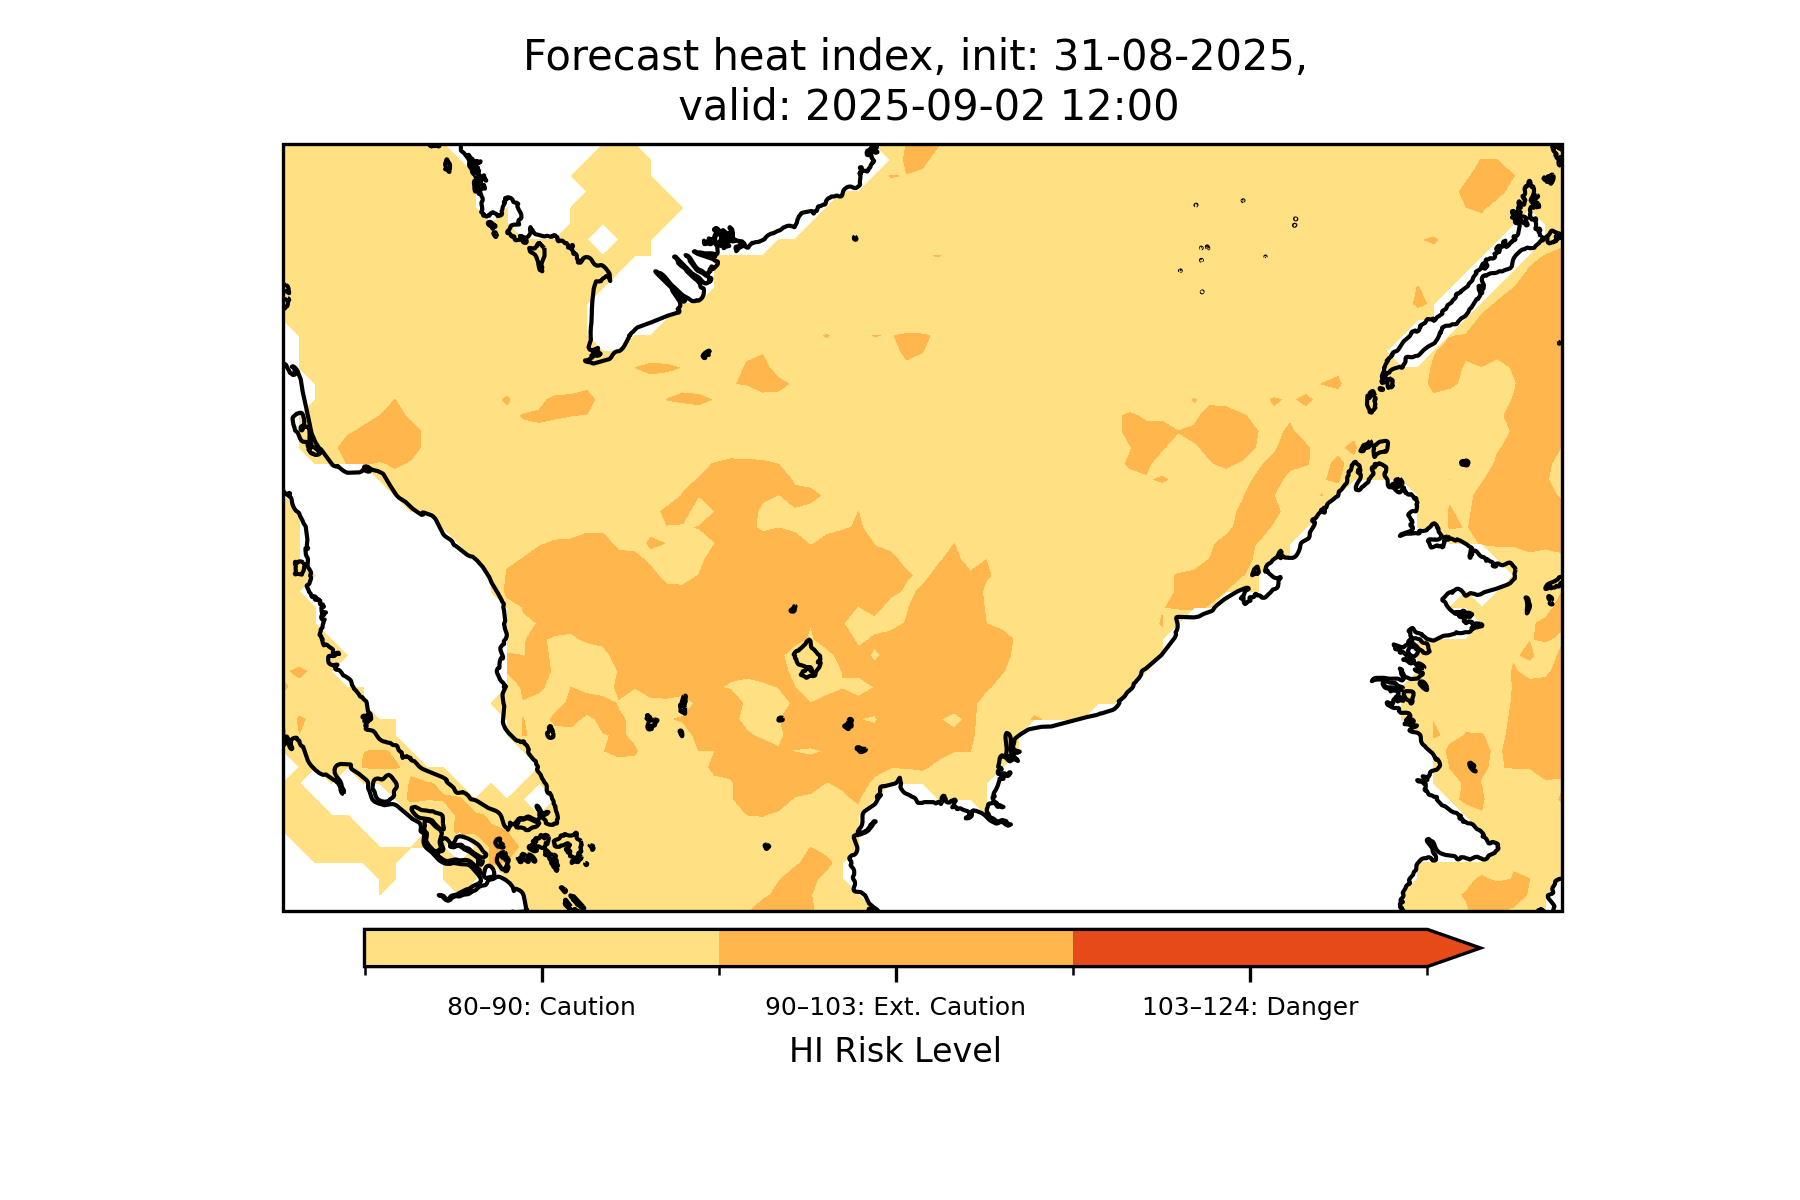 Forecast heat index, init: 31-08-2025,
valid: 2025-09-02 12:00
80–90: Caution
90–103: Ext. Caution
103–124: Danger
HI Risk Level